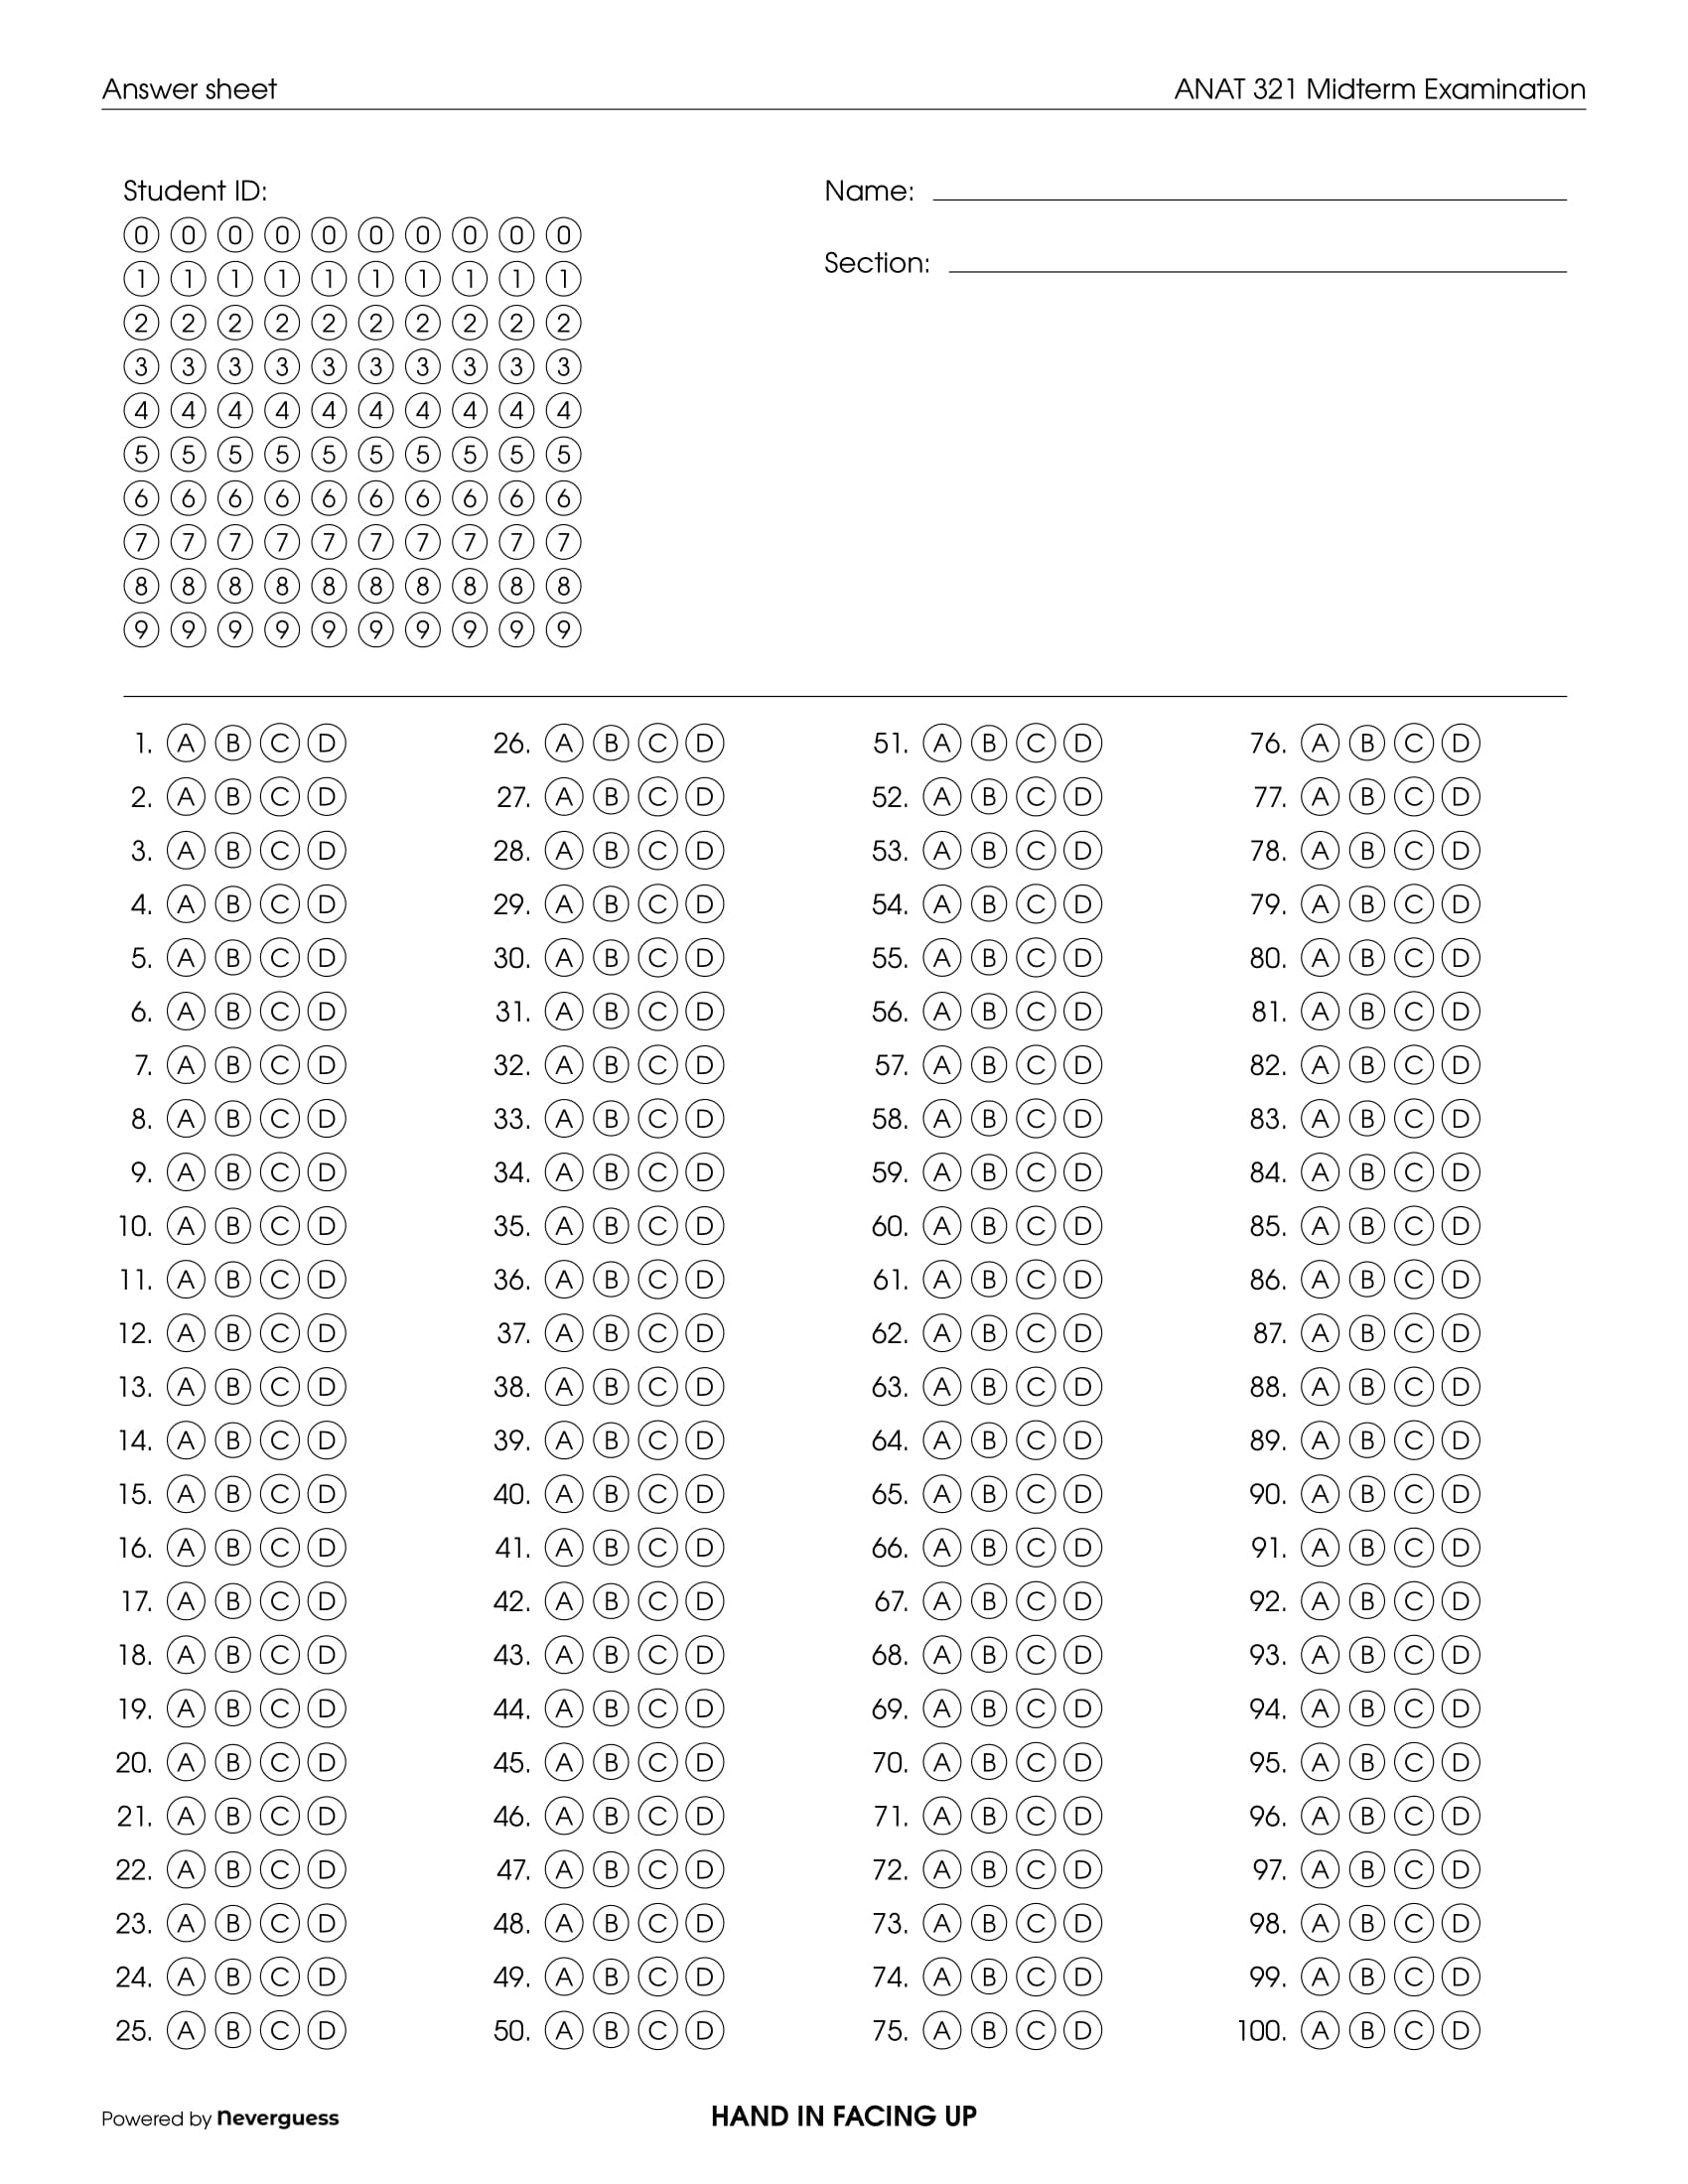 Answer sheet ANAT 321 Midterm Examination
Student ID:
0 0 0 0 0 0 0 0 0 0
1 1 1 1 1 1 1 1 1 1
2 2 2 2 2 2 2 2 2 2
3 3 3 3 3 3 3 3 3 3
4 4 4 4 4 4 4 4 4 4
5 5 5 5 5 5 5 5 5 5
6 6 6 6 6 6 6 6 6 6
7 7 7 7 7 7 7 7 7 7
8 8 8 8 8 8 8 8 8 8
9 9 9 9 9 9 9 9 9 9
Name:
Section:
1. A B C D
2. A B C D
3. A B C D
4. A B C D
5. A B C D
6. A B C D
7. A B C D
8. A B C D
9. A B C D
10. A B C D
11. A B C D
12. A B C D
13. A B C D
14. A B C D
15. A B C D
16. A B C D
17. A B C D
18. A B C D
19. A B C D
20. A B C D
21. A B C D
22. A B C D
23. A B C D
24. A B C D
25. A B C D
26. A B C D
27. A B C D
28. A B C D
29. A B C D
30. A B C D
31. A B C D
32. A B C D
33. A B C D
34. A B C D
35. A B C D
36. A B C D
37. A B C D
38. A B C D
39. A B C D
40. A B C D
41. A B C D
42. A B C D
43. A B C D
44. A B C D
45. A B C D
46. A B C D
47. A B C D
48. A B C D
49. A B C D
50. A B C D
51. A B C D
52. A B C D
53. A B C D
54. A B C D
55. A B C D
56. A B C D
57. A B C D
58. A B C D
59. A B C D
60. A B C D
61. A B C D
62. A B C D
63. A B C D
64. A B C D
65. A B C D
66. A B C D
67. A B C D
68. A B C D
69. A B C D
70. A B C D
71. A B C D
72. A B C D
73. A B C D
74. A B C D
75. A B C D
76. A B C D
77. A B C D
78. A B C D
79. A B C D
80. A B C D
81. A B C D
82. A B C D
83. A B C D
84. A B C D
85. A B C D
86. A B C D
87. A B C D
88. A B C D
89. A B C D
90. A B C D
91. A B C D
92. A B C D
93. A B C D
94. A B C D
95. A B C D
96. A B C D
97. A B C D
98. A B C D
99. A B C D
100. A B C D
Powered by Neverguess
HAND IN FACING UP